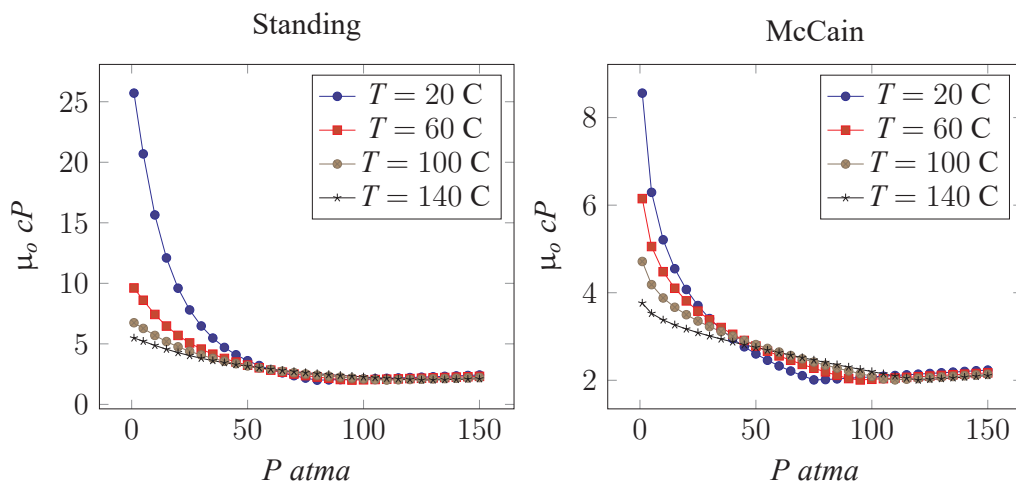 Standing
25
20
15
10
5
0
0 50 100 150
μo cP
P atma
T = 20 C
T = 60 C
T = 100 C
T = 140 C
McCain
8
6
4
2
0 50 100 150
μo cP
P atma
T = 20 C
T = 60 C
T = 100 C
T = 140 C